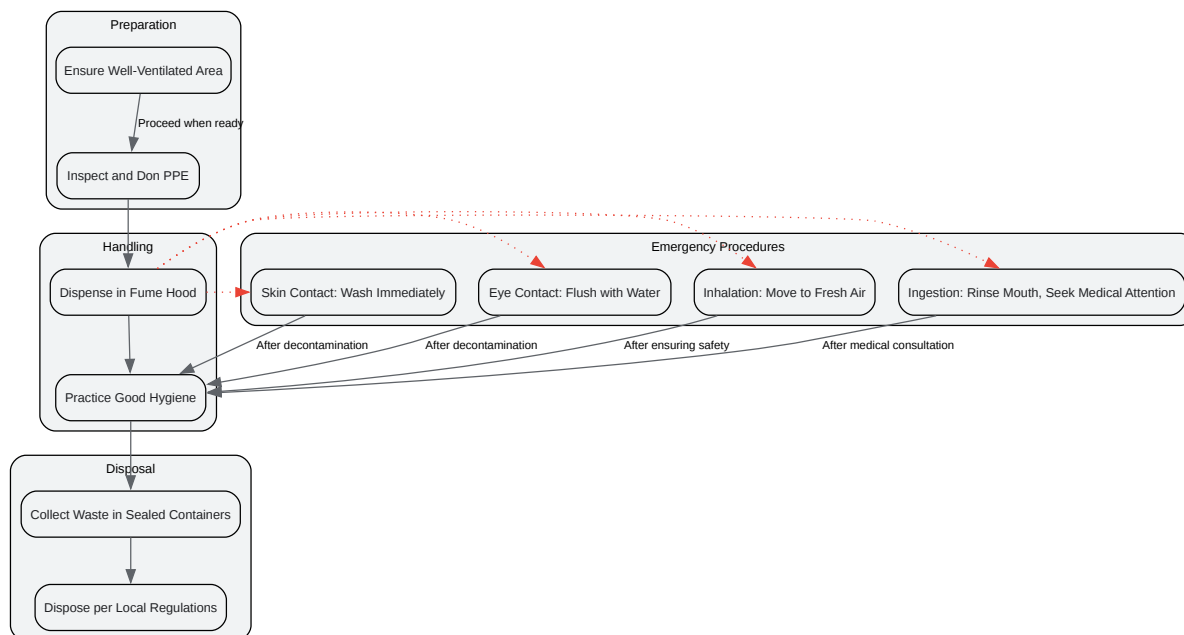 Preparation
Ensure Well-Ventilated Area
Proceed when ready
Inspect and Don PPE
Handling
Emergency Procedures
Dispense in Fume Hood
Skin Contact: Wash Immediately
Eye Contact: Flush with Water
Inhalation: Move to Fresh Air
Ingestion: Rinse Mouth, Seek Medical Attention
After decontamination
After decontamination
After ensuring safety
After medical consultation
Practice Good Hygiene
Disposal
Collect Waste in Sealed Containers
Dispose per Local Regulations